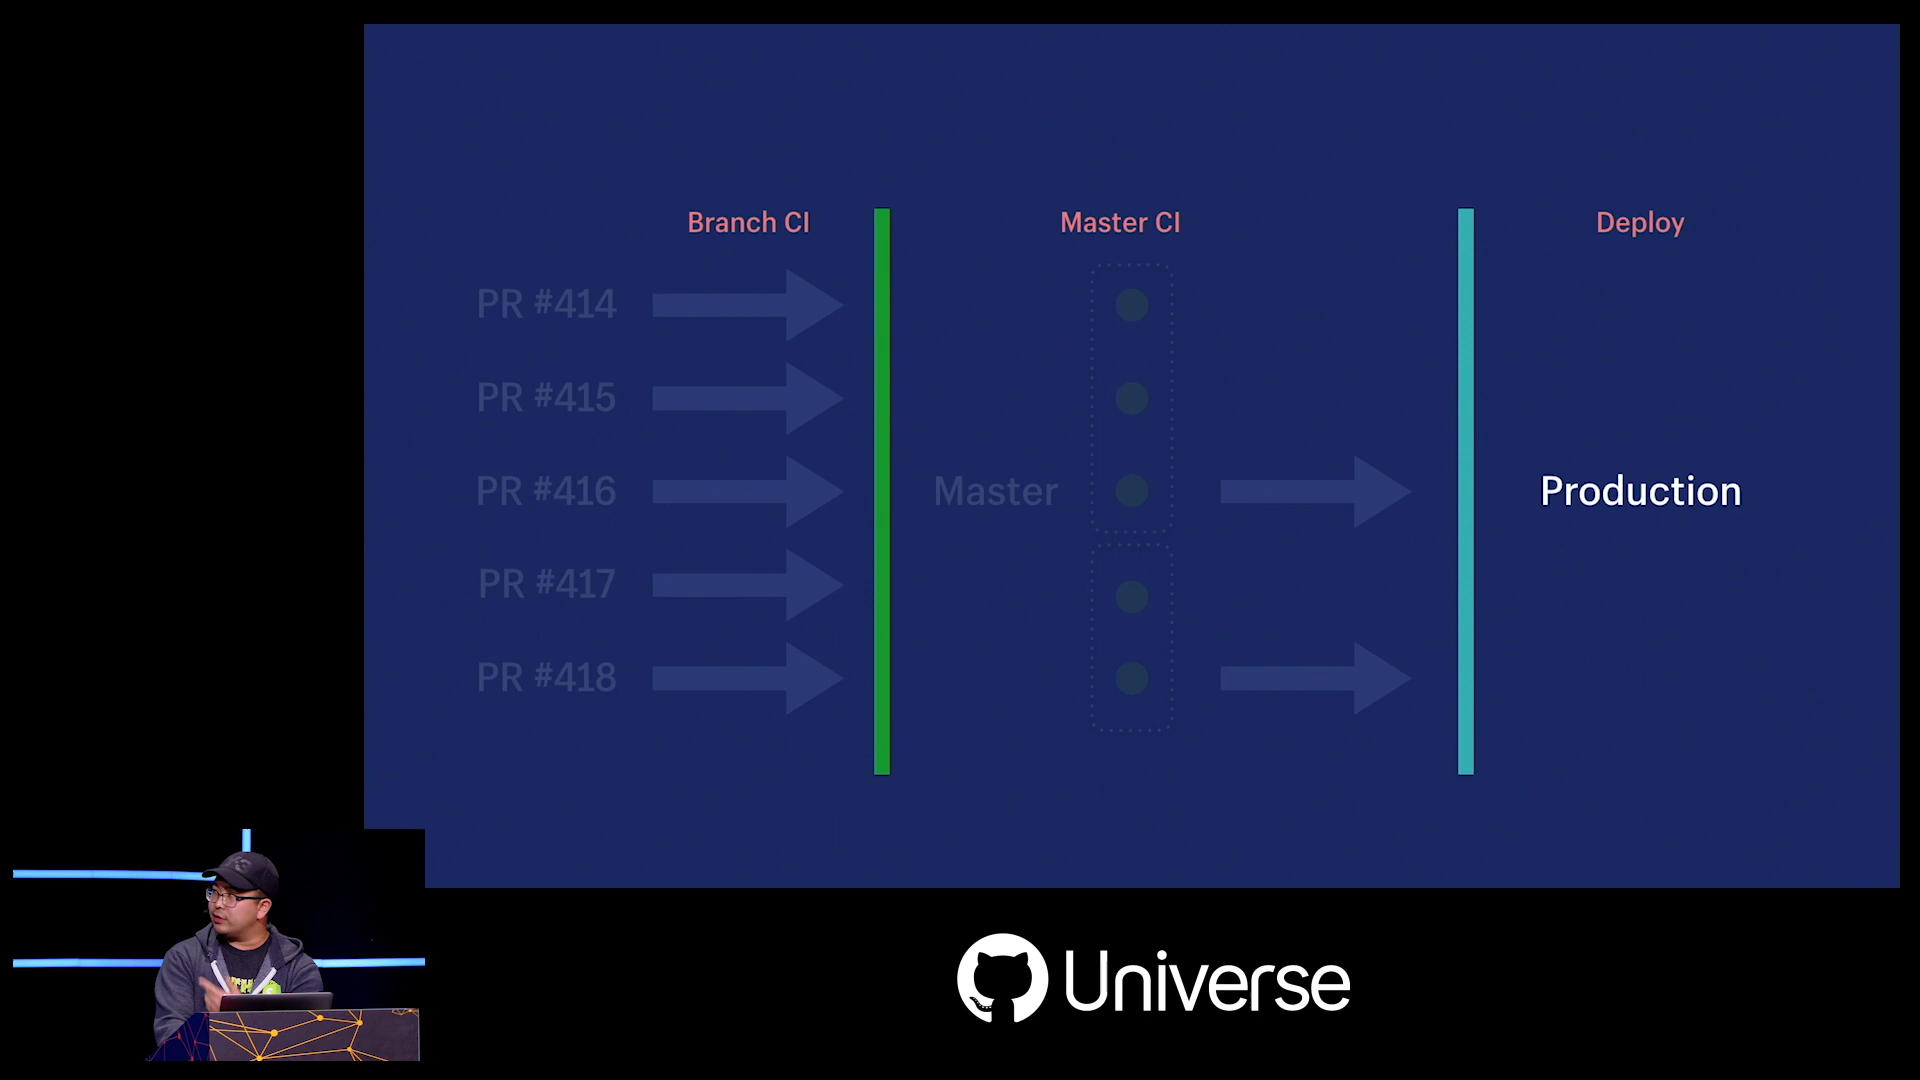 Branch CI
Master CI
Deploy
PR #414
PR #415
PR #416
Master
Production
PR #417
PR #418
Universe